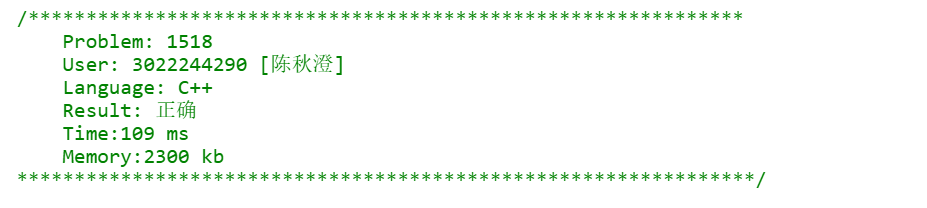 /**************************************************************
Problem: 1518
User: 3022244290 [陈秋澄]
Language: C++
Result: 正确
Time:109 ms
Memory:2300 kb
****************************************************************/